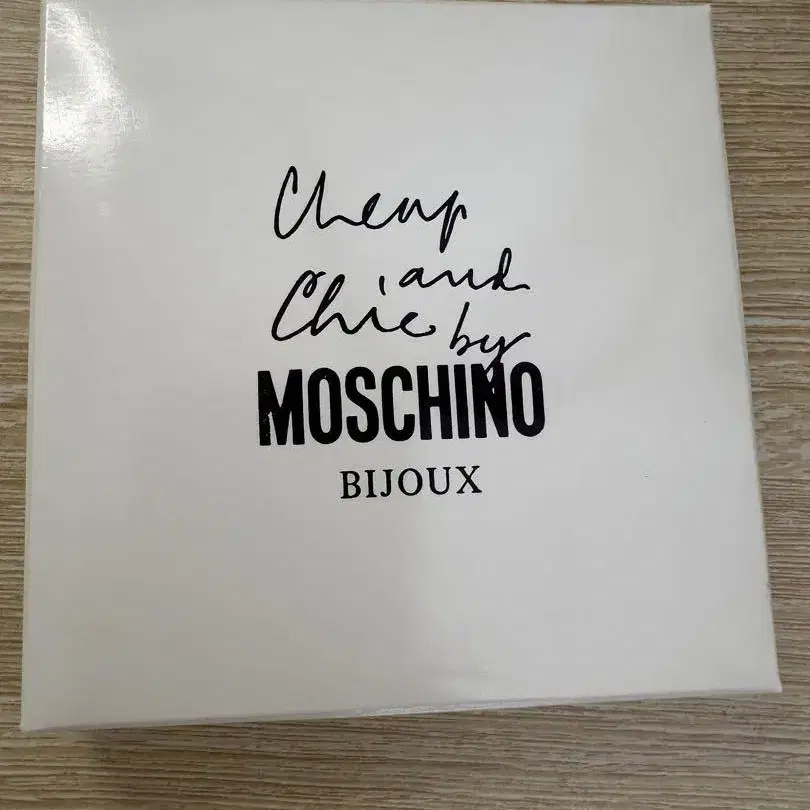 Cheap
and
Chic by
MOSCHINO
BIJOUX